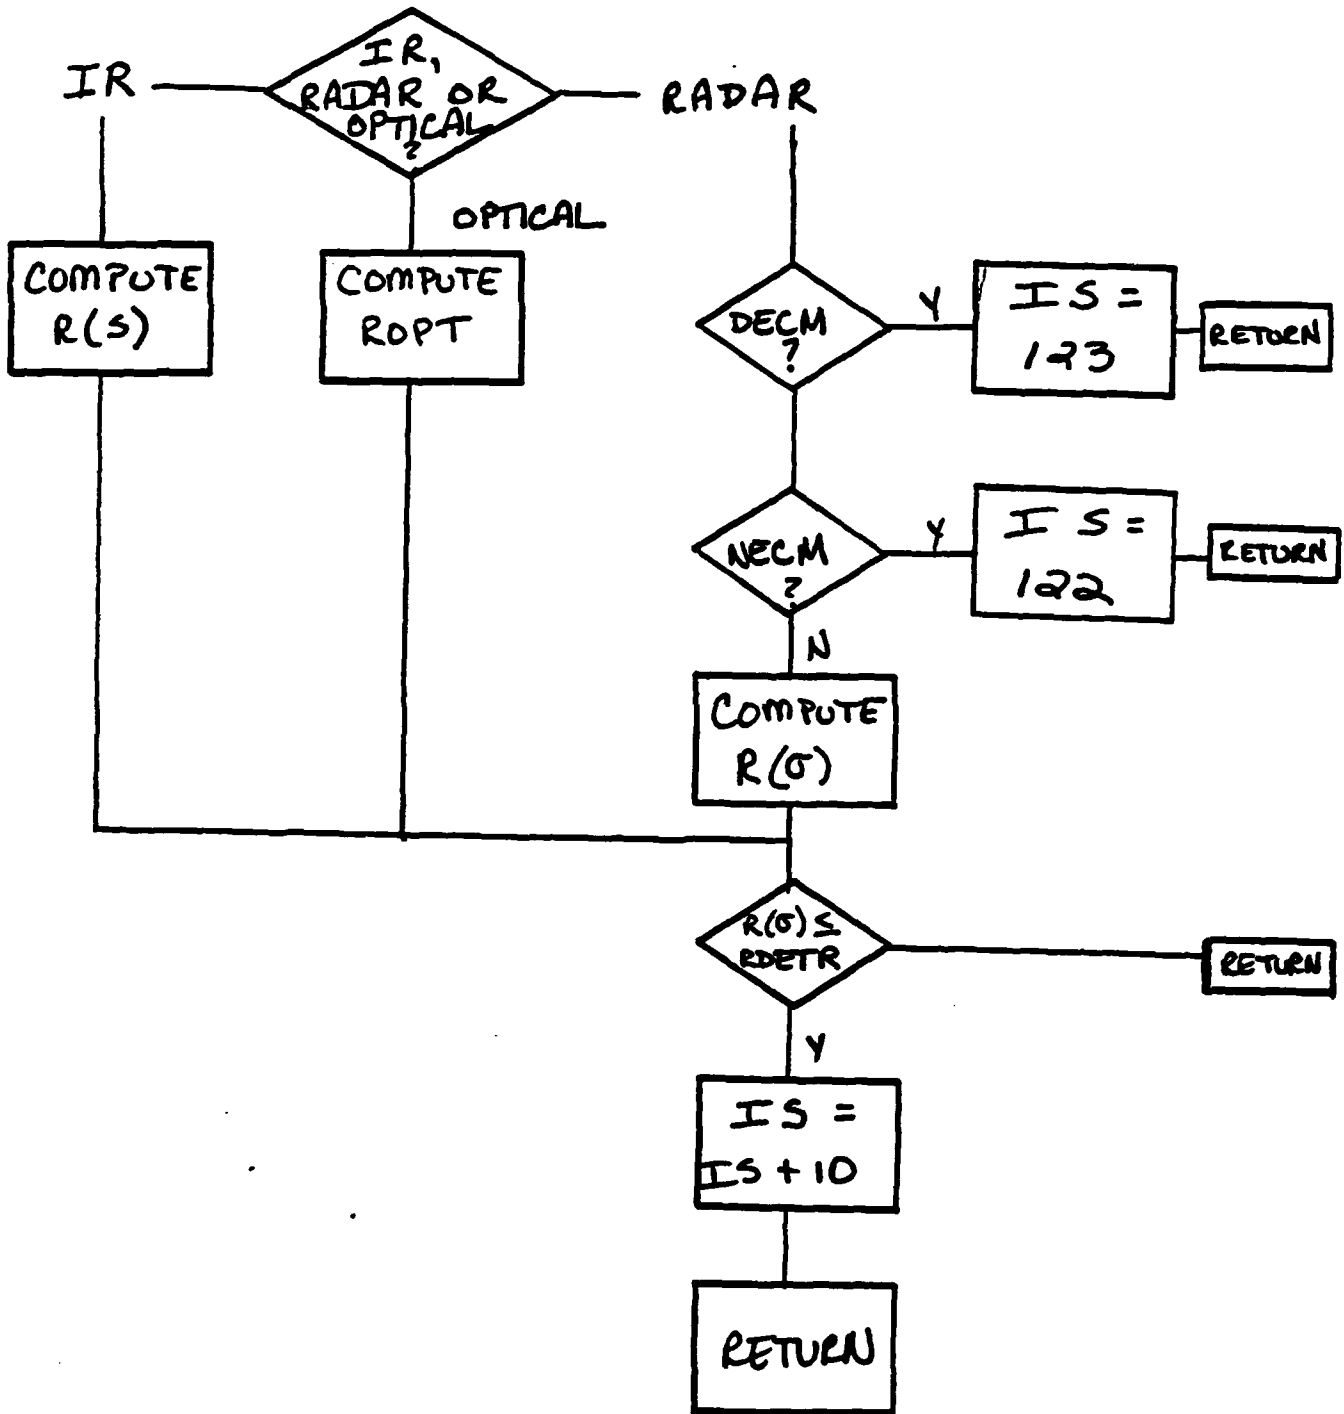 IR
IR,
RADAR OR
OPTICAL
?
RADAR
OPTICAL
COMPUTE
R(S)
COMPUTE
ROPT
DECM
?
Y
IS =
123
RETURN
NECM
?
Y
IS =
122
RETURN
N
COMPUTE
R(σ)
R(σ) ≤
RDETR
RETURN
Y
IS =
IS + 10
RETURN